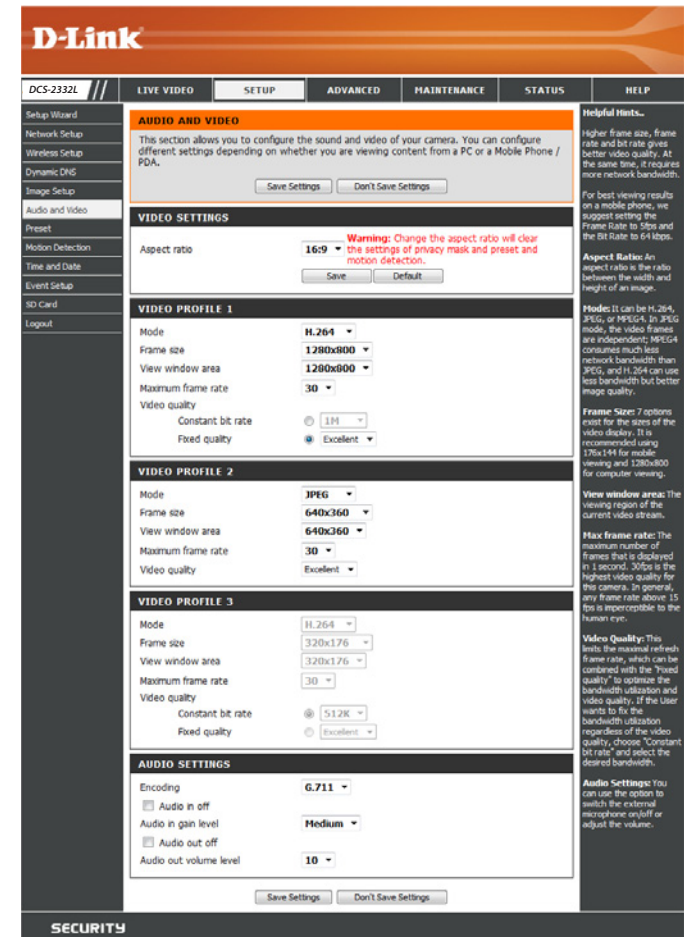 D-Link
DCS-2332L // LIVE VIDEO SETUP ADVANCED MAINTENANCE STATUS HELP
Setup Wizard
Network Setup
Wireless Setup
Dynamic DNS
Image Setup
Audio and Video
Preset
Motion Detection
Time and Date
Event Setup
SD Card
Logout
AUDIO AND VIDEO
This section allows you to configure the sound and video of your camera. You can configure
different settings depending on whether you are viewing content from a PC or a Mobile Phone /
PDA.
Save Settings Don't Save Settings
VIDEO SETTINGS
Aspect ratio 16:9
Warning: Change the aspect ratio will clear
the settings of privacy mask and preset and
motion detection.
Save Default
VIDEO PROFILE 1
Mode H.264
Frame size 1280x800
View window area 1280x800
Maximum frame rate 30
Video quality
Constant bit rate 1M
Fixed quality Excellent
VIDEO PROFILE 2
Mode JPEG
Frame size 640x360
View window area 640x360
Maximum frame rate 30
Video quality Excellent
VIDEO PROFILE 3
Mode H.264
Frame size 320x176
View window area 320x176
Maximum frame rate 30
Video quality
Constant bit rate 512K
Fixed quality Excellent
AUDIO SETTINGS
Encoding G.711
Audio in off
Audio in gain level Medium
Audio out off
Audio out volume level 10
Save Settings Don't Save Settings
Helpful Hints..
Higher frame size, frame
rate and bit rate gives
better video quality. At
the same time, it requires
more network bandwidth.
For best viewing results
on a mobile phone, we
suggest setting the
Frame Rate to 5fps and
the Bit Rate to 64 kbps.
Aspect Ratio: An
aspect ratio is the ratio
between the width and
height of an image.
Mode: It can be H.264,
JPEG, or MPEG4. In JPEG
mode, the video frames
are independent; MPEG4
consumes much less
network bandwidth than
JPEG, and H.264 can use
less bandwidth but better
image quality.
Frame Size: 7 options
exist for the sizes of the
video display. It is
recommended using
176x144 for mobile
viewing and 1280x800
for computer viewing.
View window area: The
viewing region of the
current video stream.
Max frame rate: The
maximum number of
frames that is displayed
in 1 second. 30fps is the
highest video quality for
this camera. In general,
any frame rate above 15
fps is imperceptible to the
human eye.
Video Quality: This
limits the maximal refresh
frame rate, which can be
combined with the "Fixed
quality" to optimize the
bandwidth utilization and
video quality. If the User
wants to fix the
bandwidth utilization
regardless of the video
quality, choose "Constant
bit rate" and select the
desired bandwidth.
Audio Settings: You
can use the option to
switch the external
microphone on/off or
adjust the volume.
SECURITY